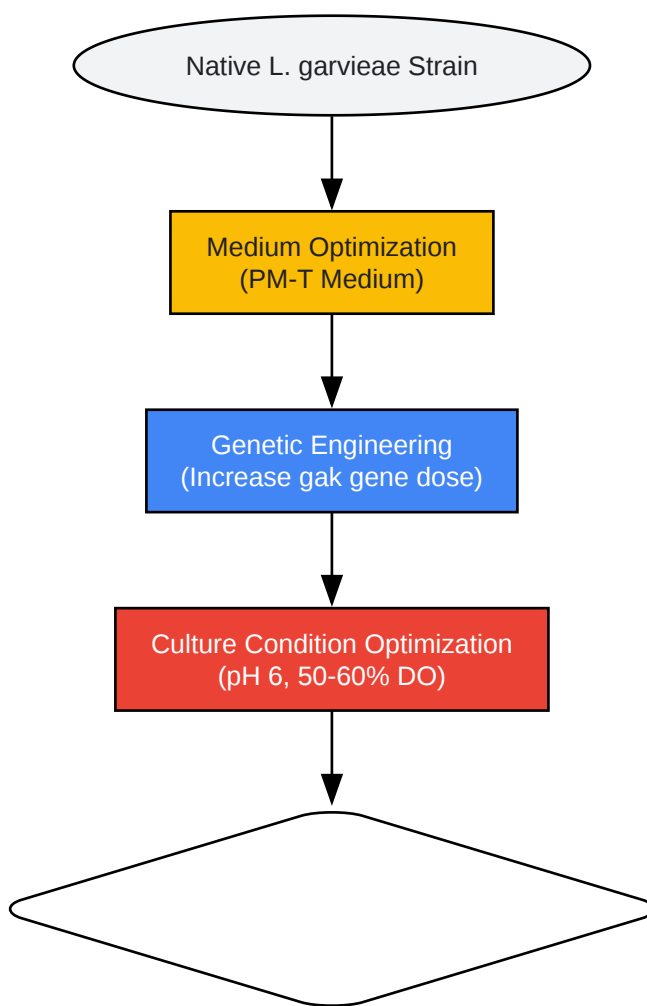 Native L. garvieae Strain
Medium Optimization
(PM-T Medium)
Genetic Engineering
(Increase gak gene dose)
Culture Condition Optimization
(pH 6, 50-60% DO)